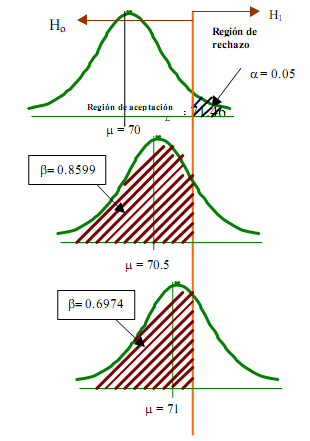 Ho
H1
Región de
rechazo
α = 0.05
Región de aceptación
μ = 70
β= 0.8599
μ = 70.5
β= 0.6974
μ = 71